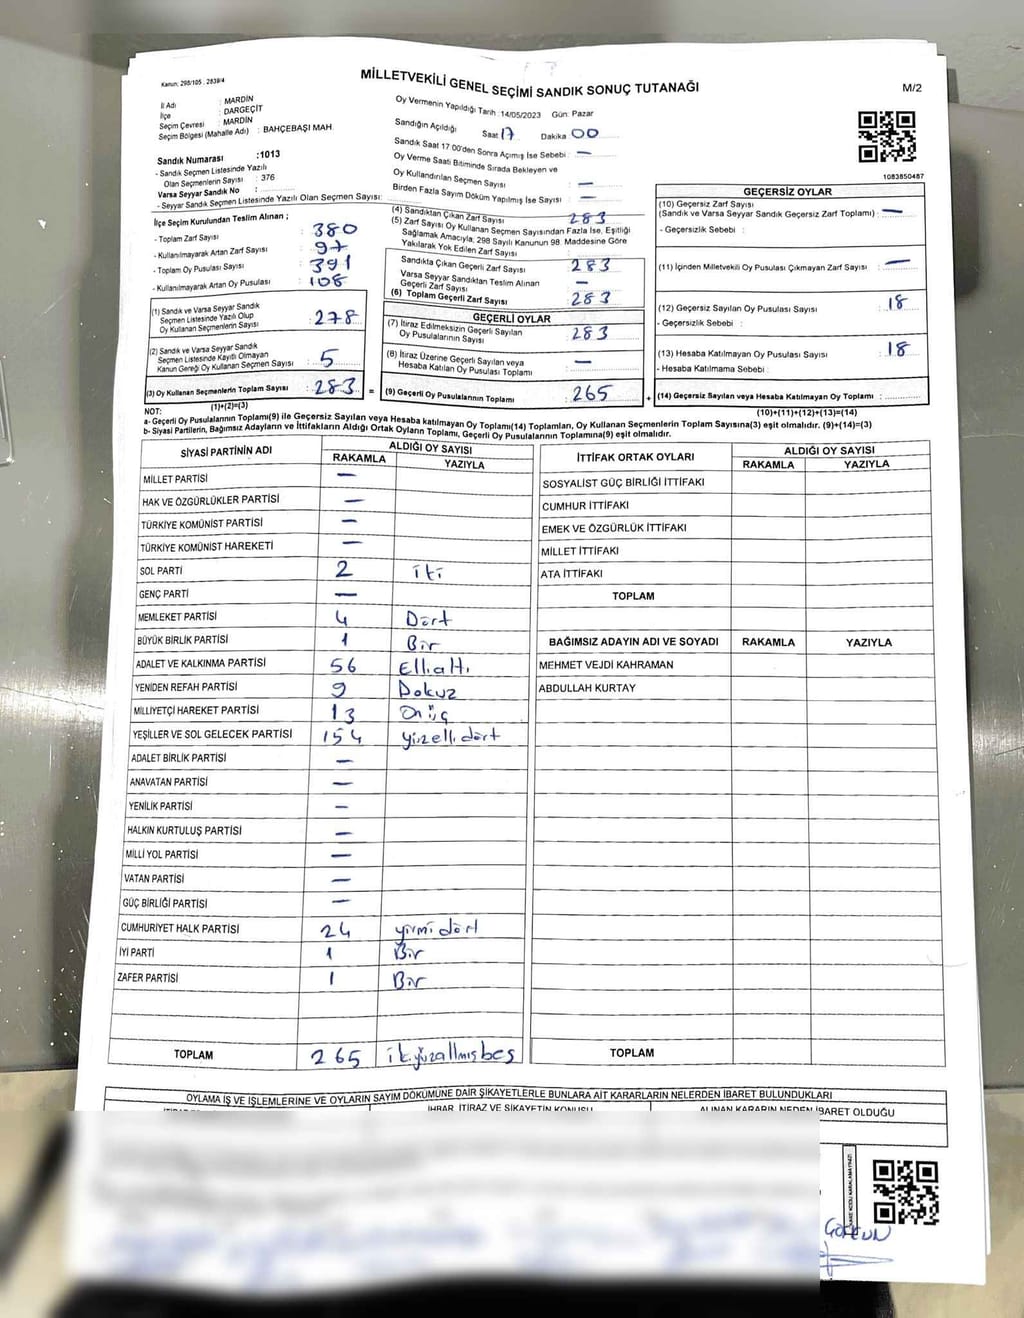 Kanun: 298/105 , 2839/4
MİLLETVEKİLİ GENEL SEÇİMİ SANDIK SONUÇ TUTANAĞI
M/2
İl Adı : MARDİN
İlçe : DARGEÇİT
Seçim Çevresi : MARDİN
Seçim Bölgesi (Mahalle Adı) : BAHÇEBAŞI MAH.
Sandık Numarası :1013
- Sandık Seçmen Listesinde Yazılı
Olan Seçmenlerin Sayısı : 376
Varsa Seyyar Sandık No :
- Seyyar Sandık Seçmen Listesinde Yazılı Olan Seçmen Sayısı:
Oy Vermenin Yapıldığı Tarih :14/05/2023 Gün: Pazar
Sandığın Açıldığı Saat 17 Dakika 00
Sandık Saat 17 00'den Sonra Açılmış İse Sebebi : —
Oy Verme Saati Bitiminde Sırada Bekleyen ve
Oy Kullandırılan Seçmen Sayısı : —
Birden Fazla Sayım Döküm Yapılmış İse Sayısı : —
1083850487
İlçe Seçim Kurulundan Teslim Alınan ;
- Toplam Zarf Sayısı : 380
- Kullanılmayarak Artan Zarf Sayısı : 97
- Toplam Oy Pusulası Sayısı : 391
- Kullanılmayarak Artan Oy Pusulası : 108
(1) Sandık ve Varsa Seyyar Sandık
Seçmen Listesinde Yazılı Olup
Oy Kullanan Seçmenlerin Sayısı : 278
(2) Sandık ve Varsa Seyyar Sandık
Seçmen Listesinde Kayıtlı Olmayan
Kanun Gereği Oy Kullanan Seçmen Sayısı : 5
(3) Oy Kullanan Seçmenlerin Toplam Sayısı : 283 =
(1)+(2)=(3)
(4) Sandıktan Çıkan Zarf Sayısı : 283
(5) Zarf Sayısı Oy Kullanan Seçmen Sayısından Fazla İse, Eşitliği
Sağlamak Amacıyla, 298 Sayılı Kanunun 98. Maddesine Göre
Yakılarak Yok Edilen Zarf Sayısı :
Sandıkta Çıkan Geçerli Zarf Sayısı : 283
Varsa Seyyar Sandıktan Teslim Alınan
Geçerli Zarf Sayısı : —
(6) Toplam Geçerli Zarf Sayısı : 283
GEÇERLİ OYLAR
(7) İtiraz Edilmeksizin Geçerli Sayılan
Oy Pusulalarının Sayısı : 283
(8) İtiraz Üzerine Geçerli Sayılan veya
Hesaba Katılan Oy Pusulası Toplamı : —
(9) Geçerli Oy Pusulalarının Toplamı : 265 +
GEÇERSİZ OYLAR
(10) Geçersiz Zarf Sayısı
(Sandık ve Varsa Seyyar Sandık Geçersiz Zarf Toplamı) : —
- Geçersizlik Sebebi :
(11) İçinden Milletvekili Oy Pusulası Çıkmayan Zarf Sayısı : —
(12) Geçersiz Sayılan Oy Pusulası Sayısı : 18
- Geçersizlik Sebebi :
(13) Hesaba Katılmayan Oy Pusulası Sayısı : 18
- Hesaba Katılmama Sebebi :
(14) Geçersiz Sayılan veya Hesaba Katılmayan Oy Pusulası Toplamı :
(10)+(11)+(12)+(13)=(14)
NOT:
a- Geçerli Oy Pusulalarının Toplamı(9) ile Geçersiz Sayılan veya Hesaba katılmayan Oy Toplamı(14) Toplamları, Oy Kullanan Seçmenlerin Toplam Sayısına(3) eşit olmalıdır. (9)+(14)=(3)
b- Siyasi Partilerin, Bağımsız Adayların ve İttifakların Aldığı Ortak Oyların Toplamı, Geçerli Oy Pusulalarının Toplamına(9) eşit olmalıdır.
SİYASİ PARTİNİN ADI ALDIĞI OY SAYISI
RAKAMLA YAZIYLA
MİLLET PARTİSİ —
HAK VE ÖZGÜRLÜKLER PARTİSİ —
TÜRKİYE KOMÜNİST PARTİSİ —
TÜRKİYE KOMÜNİST HAREKETİ —
SOL PARTİ 2 iki
GENÇ PARTİ —
MEMLEKET PARTİSİ 4 Dört
BÜYÜK BİRLİK PARTİSİ 1 Bir
ADALET VE KALKINMA PARTİSİ 56 Ellialtı
YENİDEN REFAH PARTİSİ 9 Dokuz
MİLLİYETÇİ HAREKET PARTİSİ 13 Onüç
YEŞİLLER VE SOL GELECEK PARTİSİ 154 yüzellidört
ADALET BİRLİK PARTİSİ —
ANAVATAN PARTİSİ —
YENİLİK PARTİSİ —
HALKIN KURTULUŞ PARTİSİ —
MİLLİ YOL PARTİSİ —
VATAN PARTİSİ —
GÜÇ BİRLİĞİ PARTİSİ —
CUMHURİYET HALK PARTİSİ 24 yirmidört
İYİ PARTİ 1 Bir
ZAFER PARTİSİ 1 Bir
TOPLAM 265 ikiyüzaltmışbeş
İTTİFAK ORTAK OYLARI ALDIĞI OY SAYISI
RAKAMLA YAZIYLA
SOSYALİST GÜÇ BİRLİĞİ İTTİFAKI
CUMHUR İTTİFAKI
EMEK VE ÖZGÜRLÜK İTTİFAKI
MİLLET İTTİFAKI
ATA İTTİFAKI
TOPLAM
BAĞIMSIZ ADAYIN ADI VE SOYADI RAKAMLA YAZIYLA
MEHMET VEJDİ KAHRAMAN
ABDULLAH KURTAY
TOPLAM
OYLAMA İŞ VE İŞLEMLERİNE VE OYLARIN SAYIM DÖKÜMÜNE DAİR ŞİKAYETLERLE BUNLARA AİT KARARLARIN NELERDEN İBARET BULUNDUKLARI
İHBAR, İTİRAZ VE ŞİKAYETİN KONUSU ALINAN KARARIN NEDEN İBARET OLDUĞU